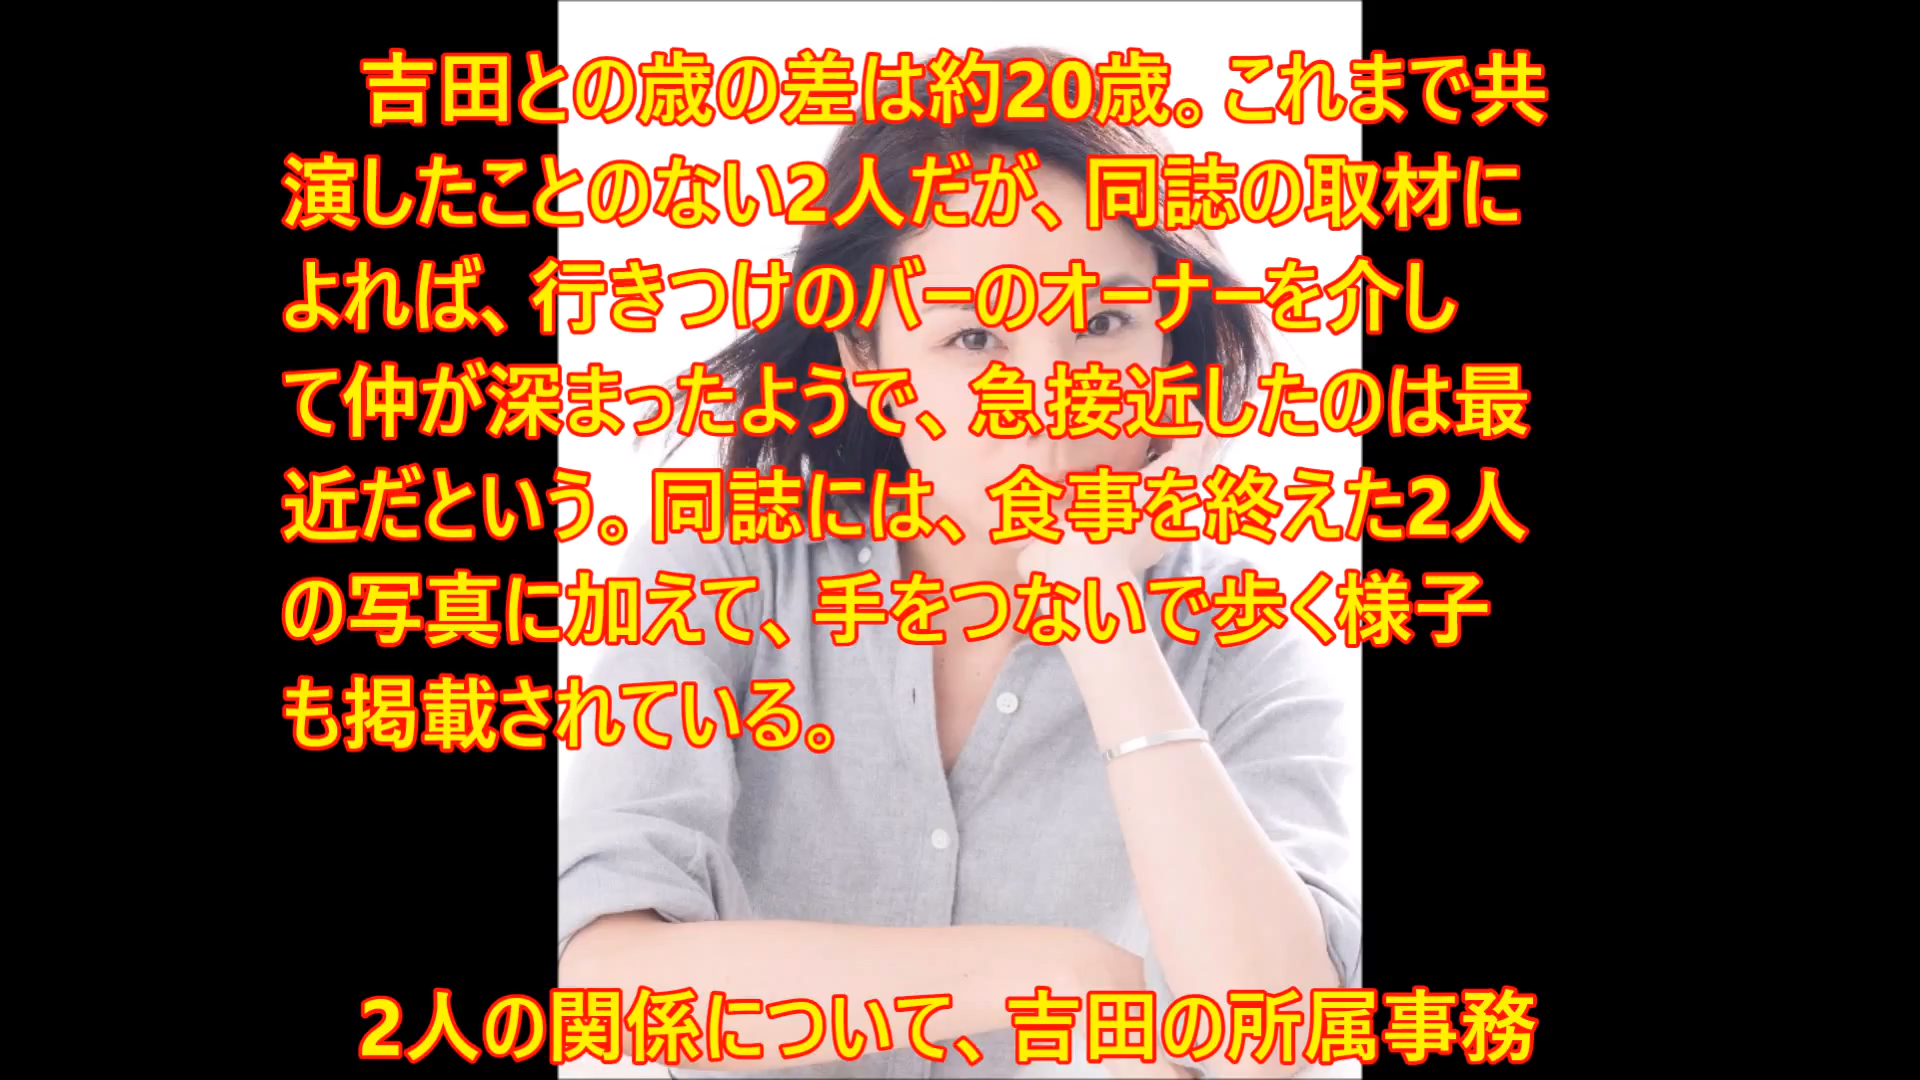 吉田との歳の差は約20歳。これまで共
演したことのない2人だが、同誌の取材に
よれば、行きつけのバーのオーナーを介し
て仲が深まったようで、急接近したのは最
近だという。同誌には、食事を終えた2人
の写真に加えて、手をつないで歩く様子
も掲載されている。
2人の関係について、吉田の所属事務